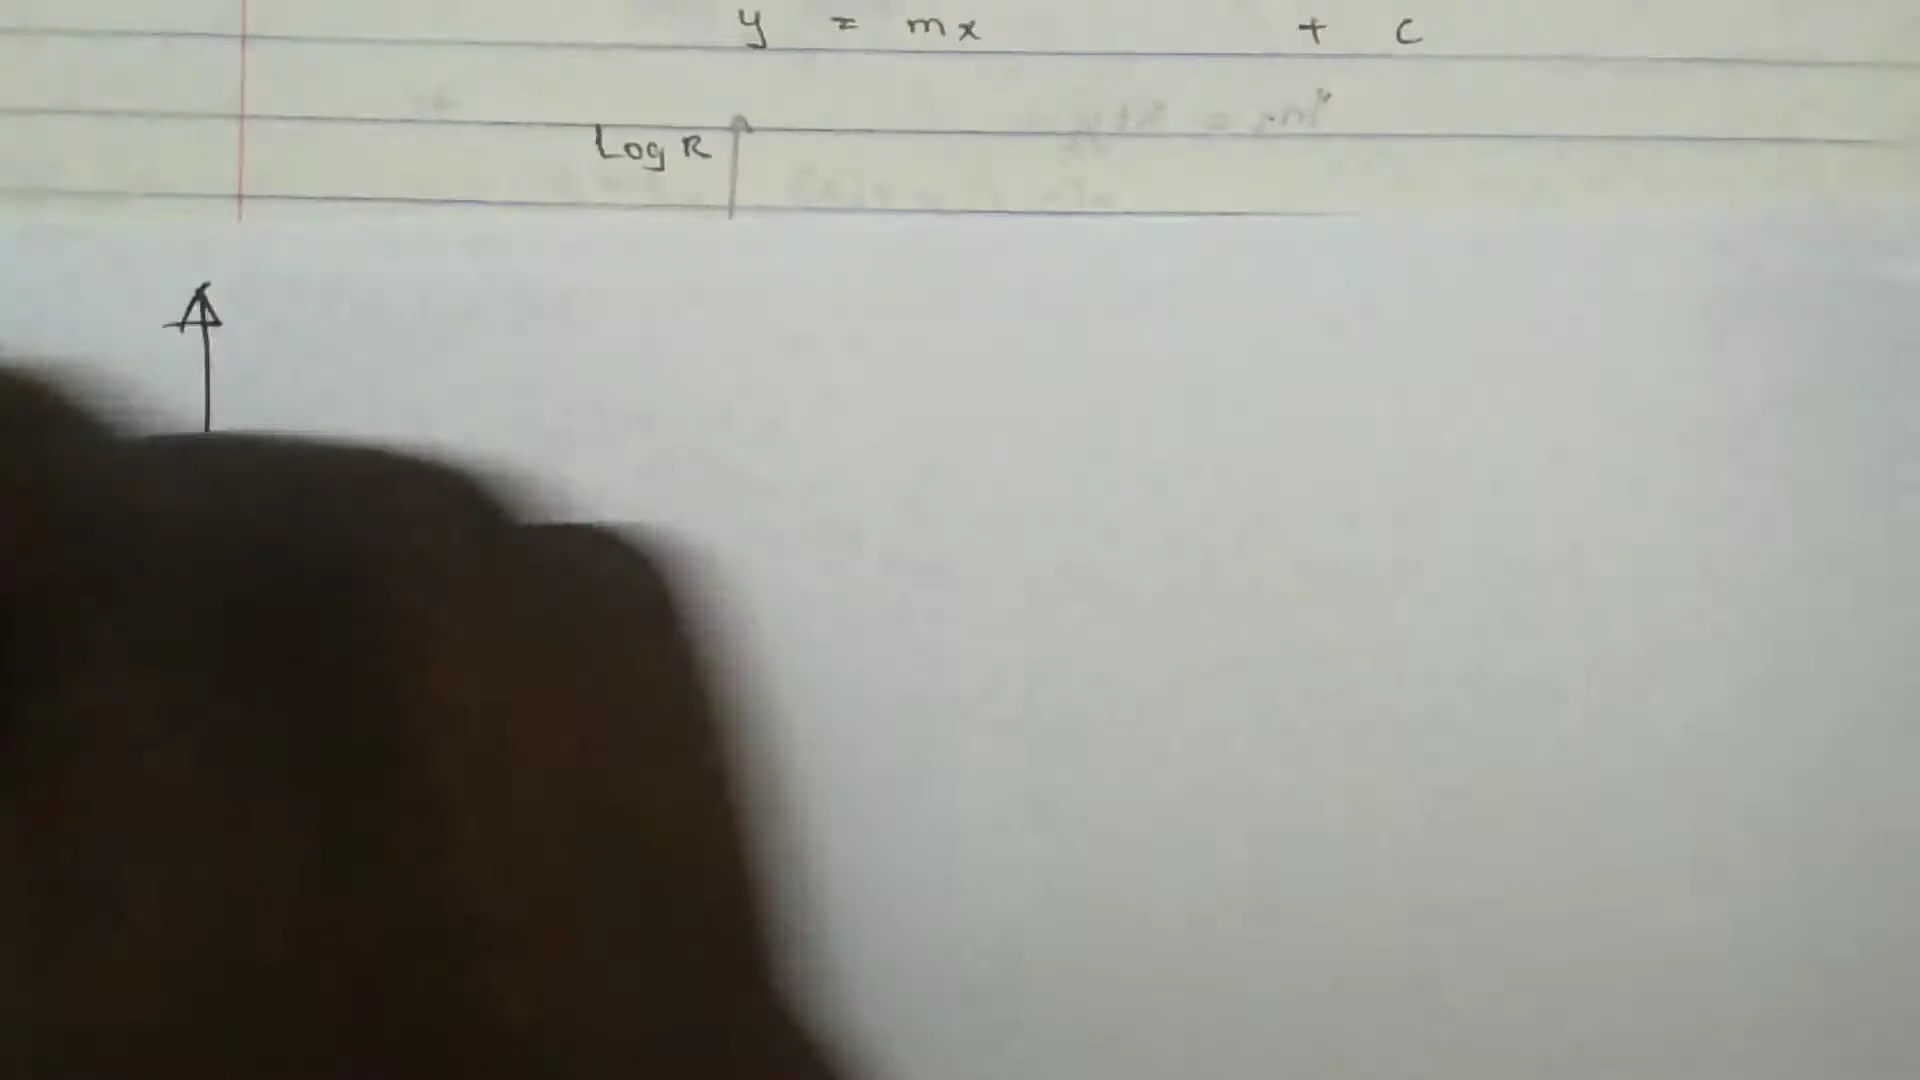 y = mx + c
Log R